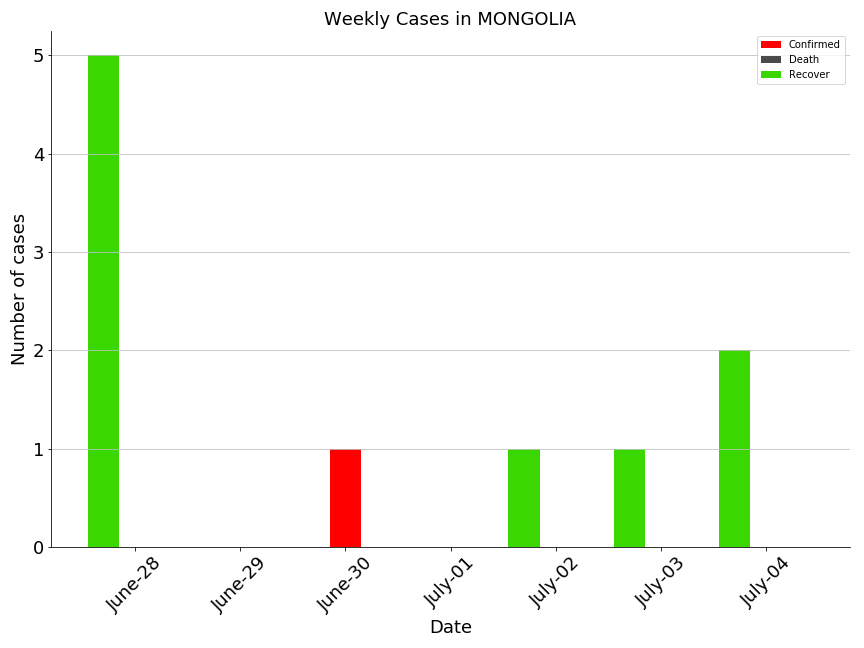 Weekly Cases in MONGOLIA
Confirmed
Death
Recover
Number of cases
5
4
3
2
1
0
June-28
June-29
June-30
July-01
July-02
July-03
July-04
Date